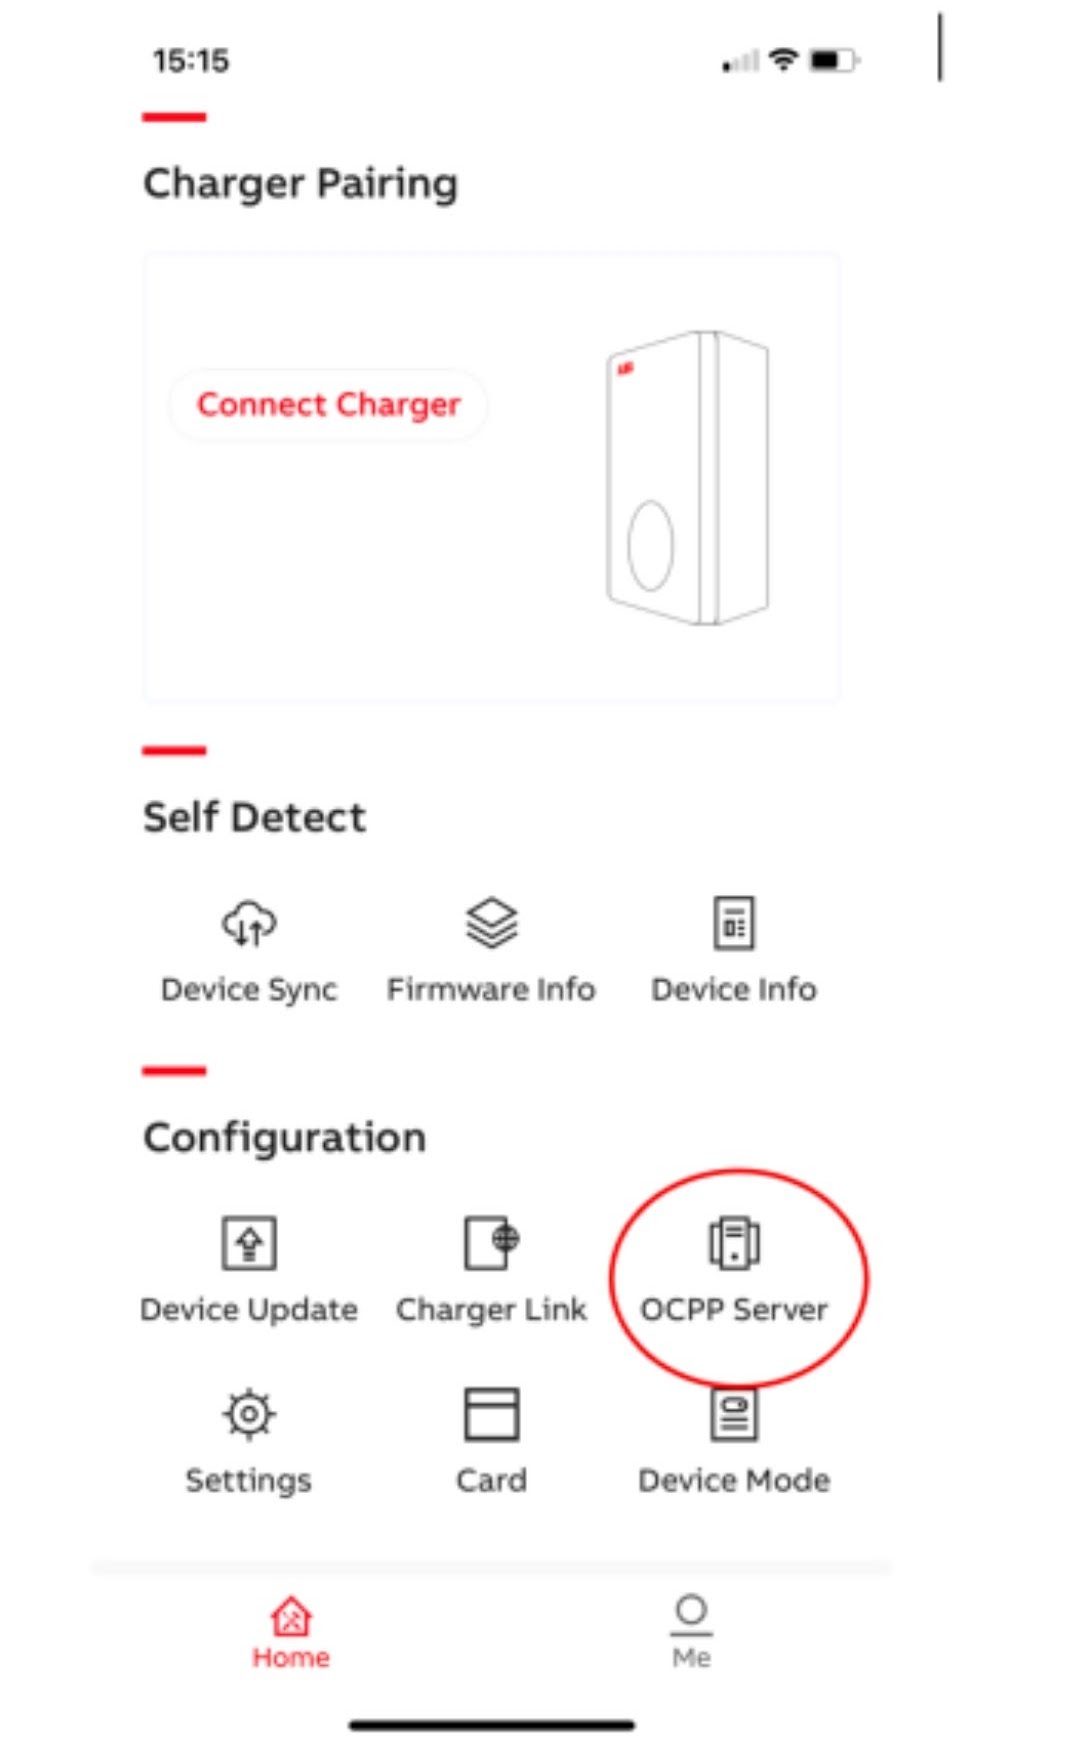 15:15
Charger Pairing
Connect Charger
Self Detect
Device Sync Firmware Info Device Info
Configuration
Device Update Charger Link OCPP Server
Settings Card Device Mode
Home Me